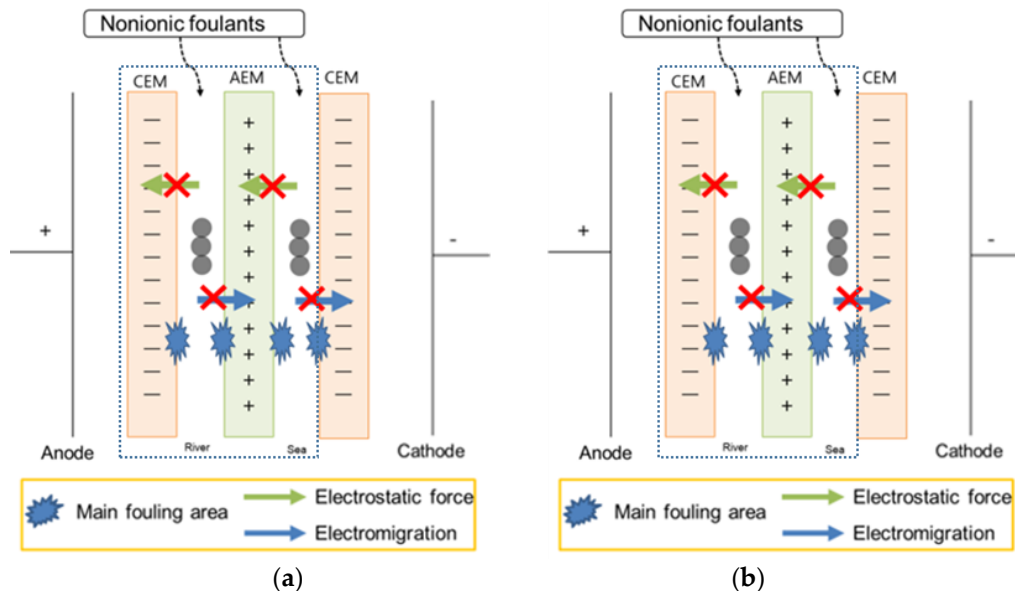 Nonionic foulants
CEM
AEM
CEM
+
-
River
Sea
Anode
Cathode
Main fouling area
Electrostatic force
Electromigration
(a)
Nonionic foulants
CEM
AEM
CEM
+
-
River
Sea
Anode
Cathode
Main fouling area
Electrostatic force
Electromigration
(b)